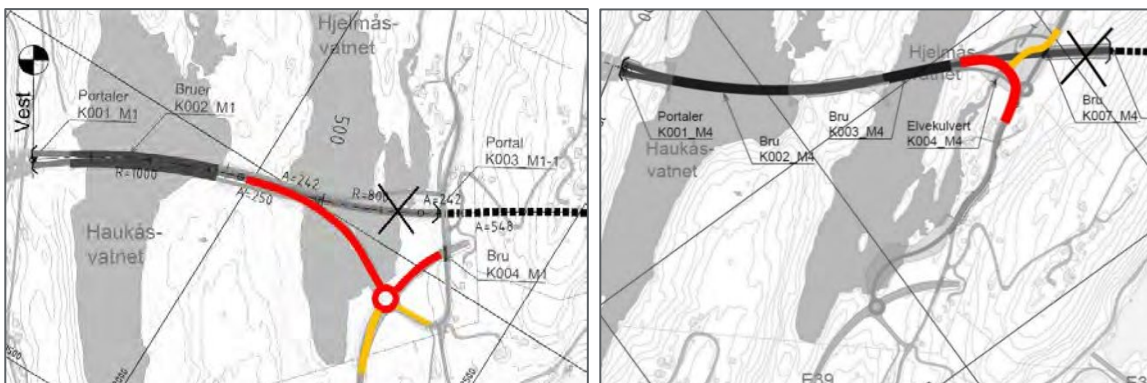 Hjelmås-
vatnet
Vest
Portaler
K001_M1
Bruer
K002_M1
500
Portal
K003_M1-1
R=1000
A=250
A=242
R=800
A=242
A=548
Haukås-
vatnet
Bru
K004_M1
Hjelmås-
vatnet
Portaler
K001_M4
Haukås-
vatnet
Bru
K002_M4
Bru
K003_M4
Elvekulvert
K004_M4
Bru
K007_M4
E39